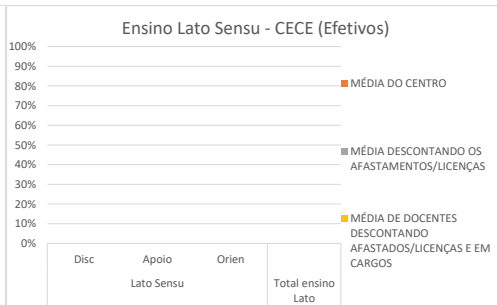 Ensino Lato Sensu - CECE (Efetivos)
100%
90%
80%
70%
60%
50%
40%
30%
20%
10%
0%
Disc Apoio Orien
Lato Sensu
Total ensino
Lato
MÉDIA DO CENTRO
MÉDIA DESCONTANDO OS
AFASTAMENTOS/LICENÇAS
MÉDIA DE DOCENTES
DESCONTANDO
AFASTADOS/LICENÇAS E EM
CARGOS